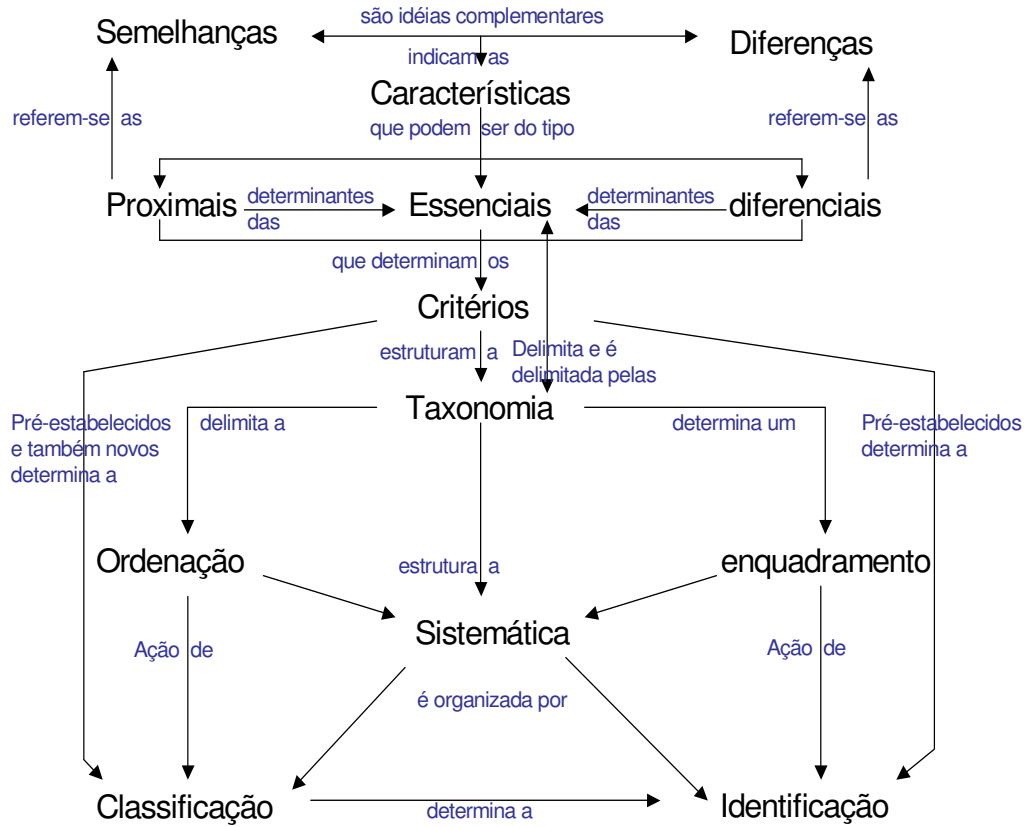 são idéias complementares
Semelhanças
Diferenças
indicam as
Características
referem-se as
que podem ser do tipo
referem-se as
Proximais
determinantes
das
Essenciais
determinantes
das
diferenciais
que determinam os
Critérios
estruturam a
Delimita e é
delimitada pelas
Taxonomia
Pré-estabelecidos
e também novos
determina a
delimita a
determina um
Pré-estabelecidos
determina a
Ordenação
estrutura a
enquadramento
Sistemática
Ação de
Ação de
é organizada por
Classificação
determina a
Identificação